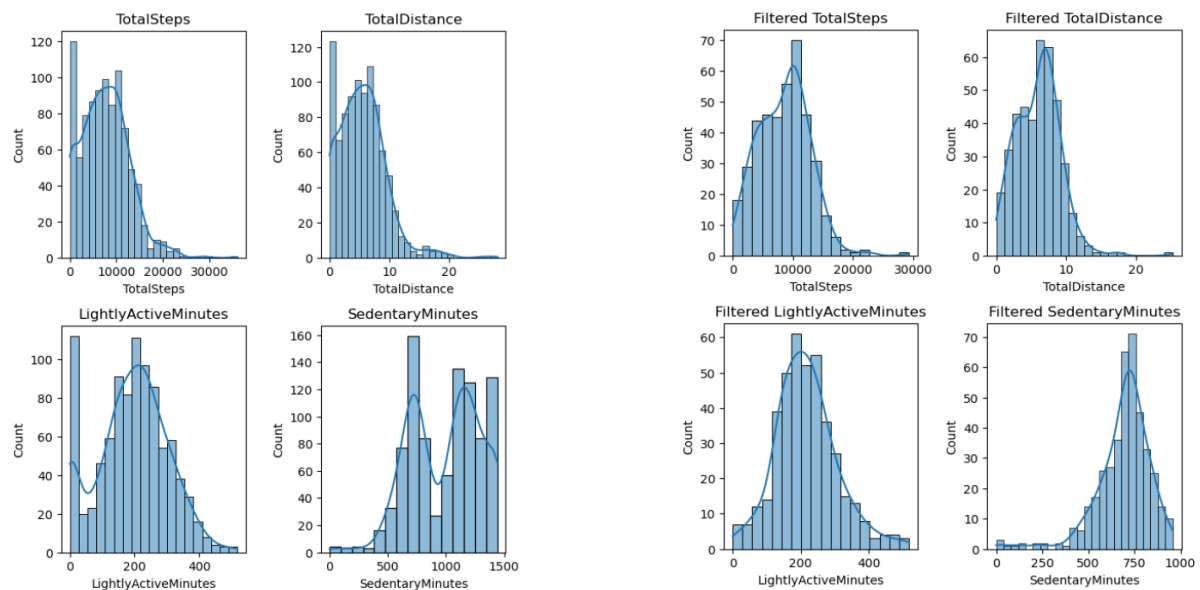 TotalSteps
120
100
80
60
40
20
0
Count
0 10000 20000 30000
TotalSteps
TotalDistance
120
100
80
60
40
20
0
Count
0 10 20
TotalDistance
Filtered TotalSteps
70
60
50
40
30
20
10
0
Count
0 10000 20000 30000
TotalSteps
Filtered TotalDistance
60
50
40
30
20
10
0
Count
0 10 20
TotalDistance
LightlyActiveMinutes
100
80
60
40
20
0
Count
0 200 400
LightlyActiveMinutes
SedentaryMinutes
160
140
120
100
80
60
40
20
0
Count
0 500 1000 1500
SedentaryMinutes
Filtered LightlyActiveMinutes
60
50
40
30
20
10
0
Count
0 200 400
LightlyActiveMinutes
Filtered SedentaryMinutes
70
60
50
40
30
20
10
0
Count
0 250 500 750 1000
SedentaryMinutes